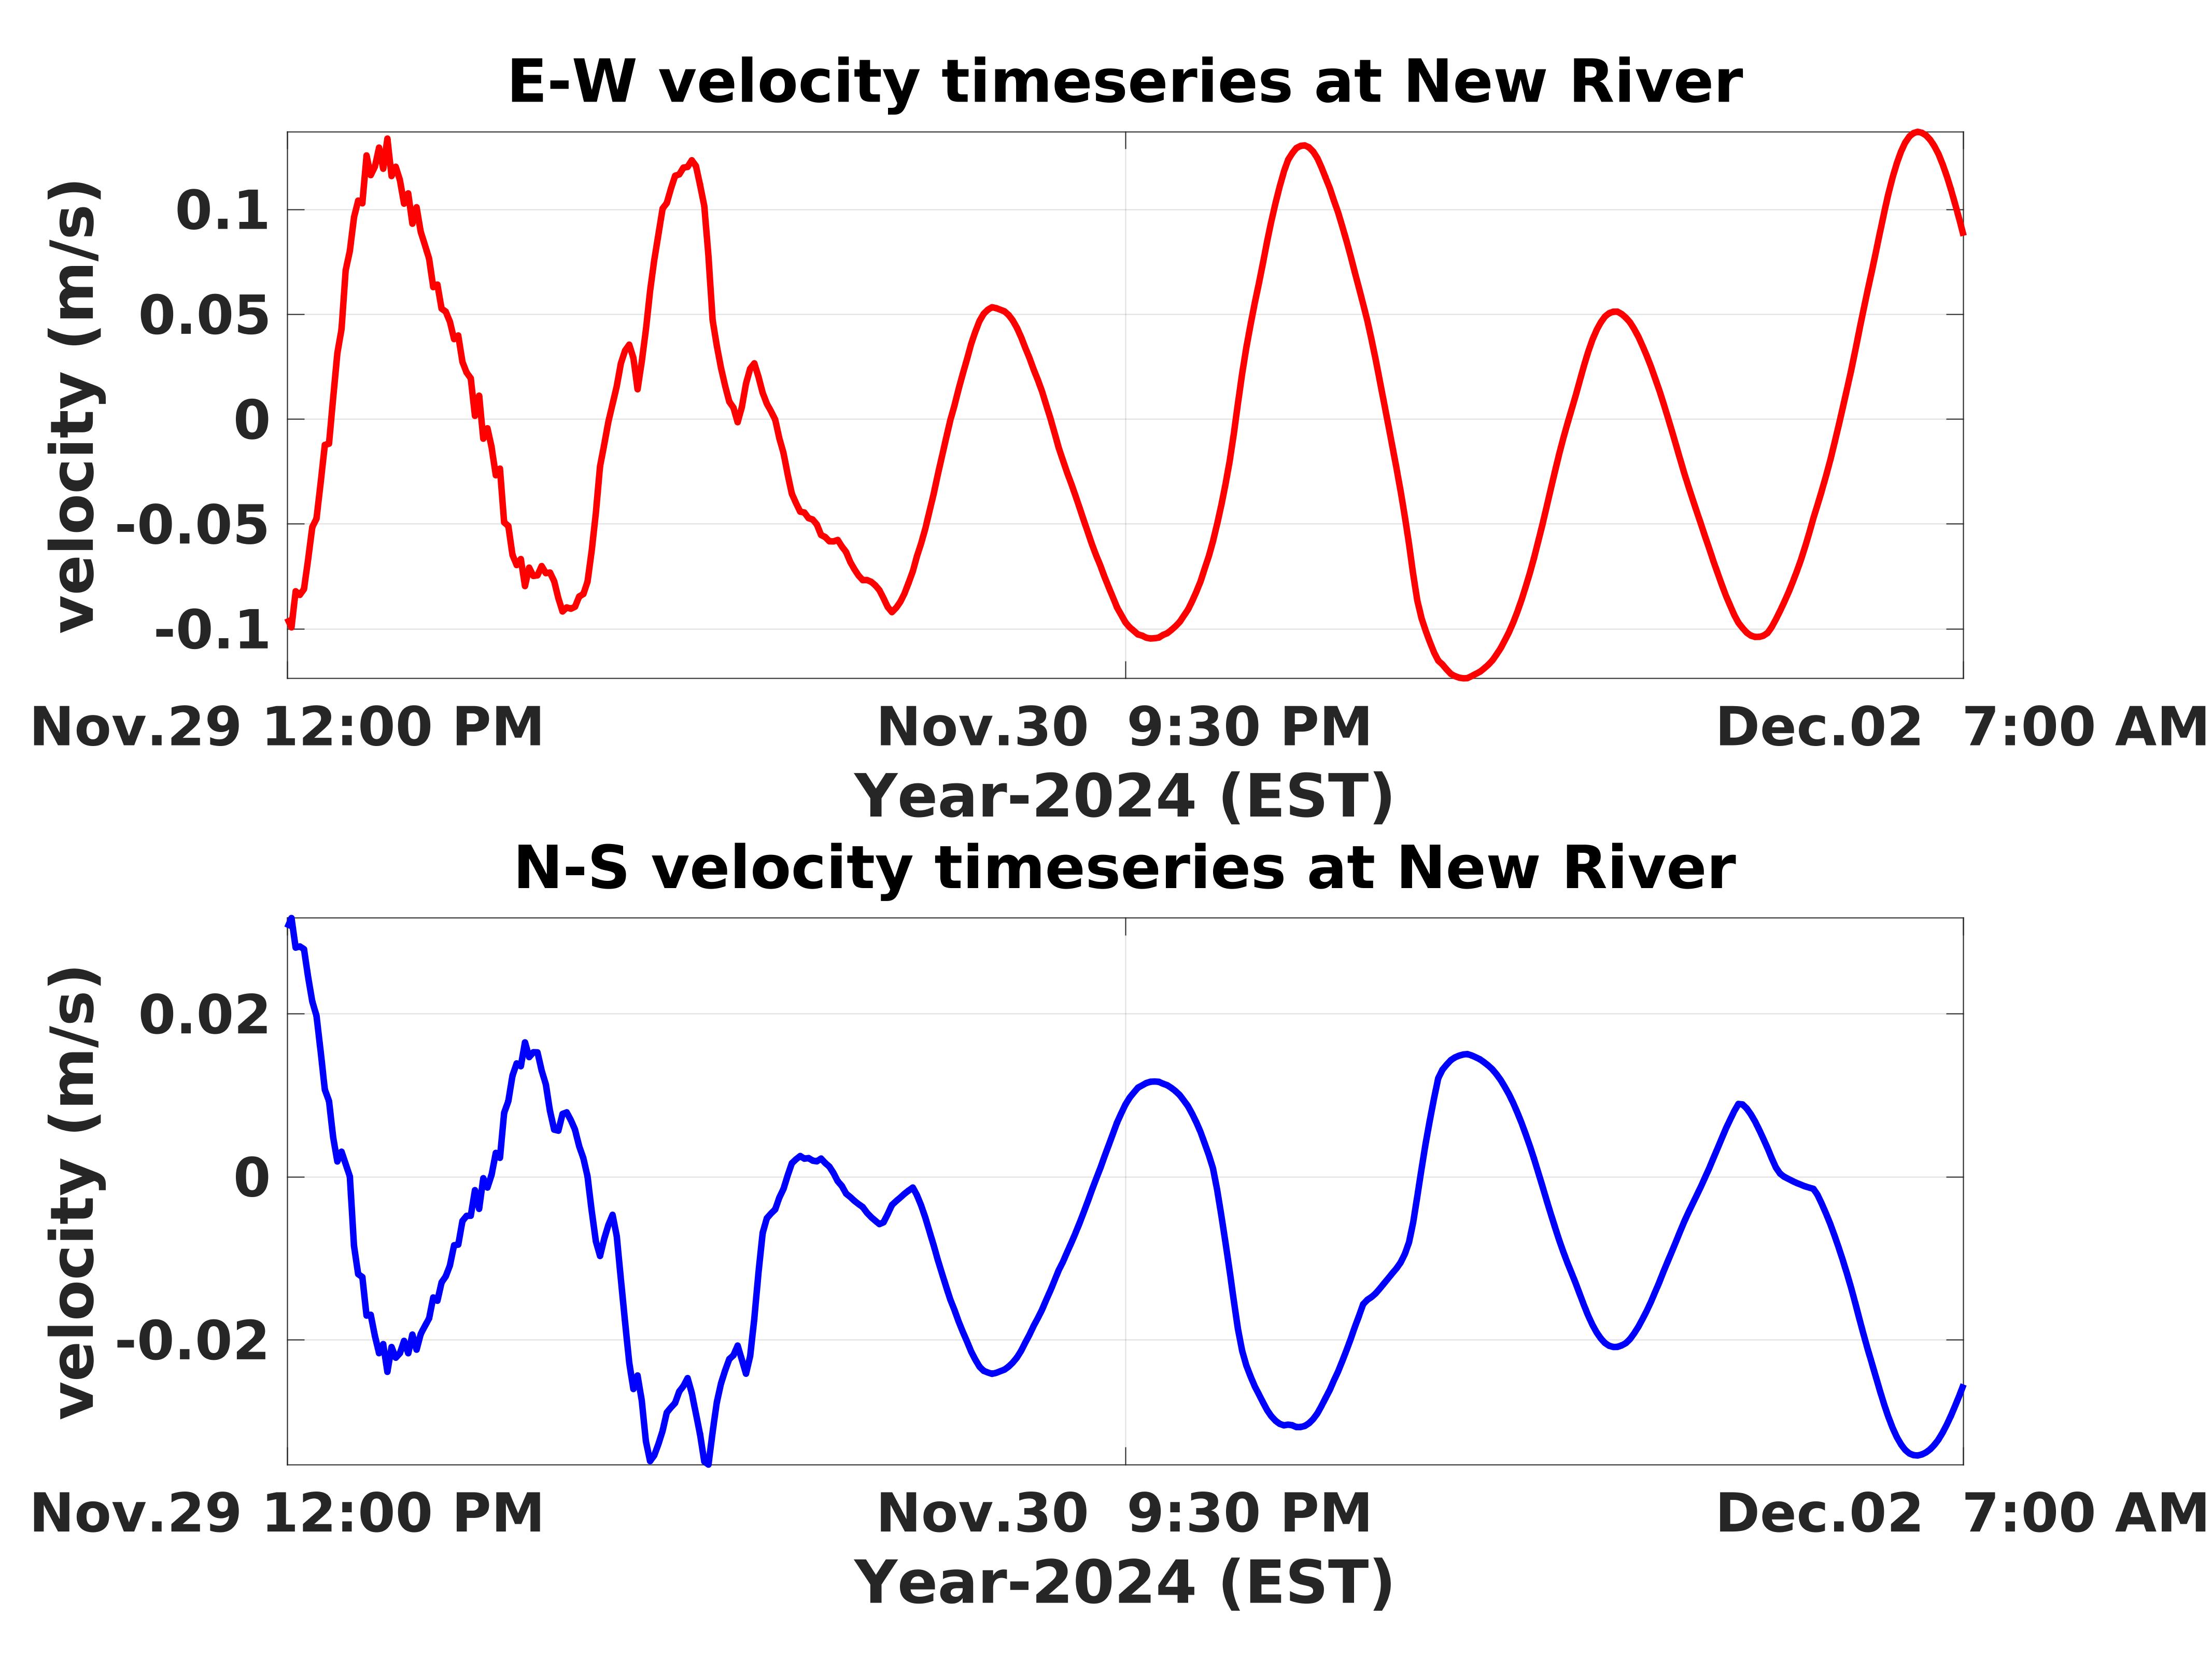 E-W velocity timeseries at New River
velocity (m/s)
0.1
0.05
0
-0.05
-0.1
Nov.29 12:00 PM Nov.30  9:30 PM Dec.02  7:00 AM
Year-2024 (EST)
N-S velocity timeseries at New River
velocity (m/s)
0.02
0
-0.02
Nov.29 12:00 PM Nov.30  9:30 PM Dec.02  7:00 AM
Year-2024 (EST)